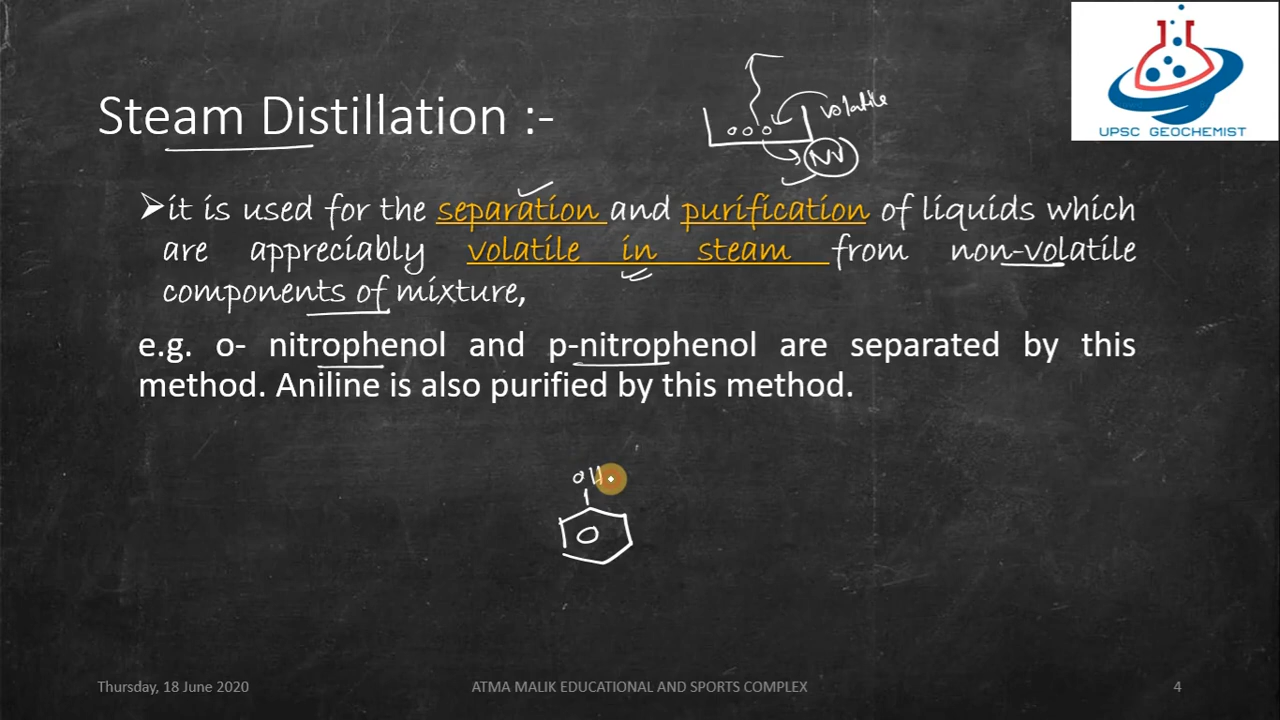 UPSC GEOCHEMIST
Steam Distillation :-
volatile
NV
➤it is used for the separation and purification of liquids which
are appreciably volatile in steam from non-volatile
components of mixture,
e.g. o- nitrophenol and p-nitrophenol are separated by this
method. Aniline is also purified by this method.
OH
Thursday, 18 June 2020
ATMA MALIK EDUCATIONAL AND SPORTS COMPLEX
4